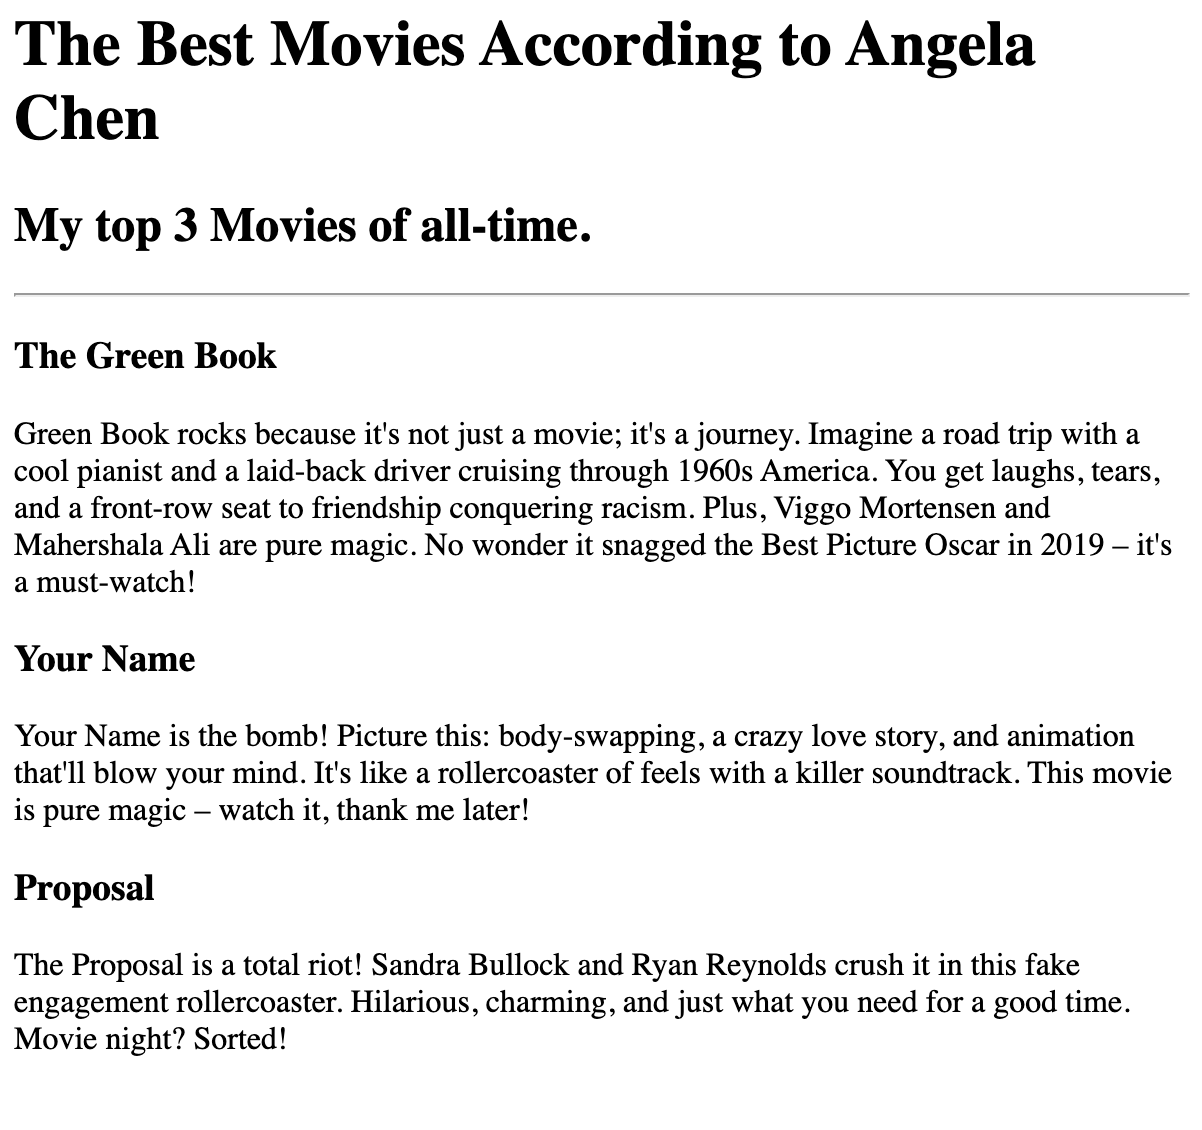 The Best Movies According to Angela
Chen
My top 3 Movies of all-time.
The Green Book
Green Book rocks because it's not just a movie; it's a journey. Imagine a road trip with a
cool pianist and a laid-back driver cruising through 1960s America. You get laughs, tears,
and a front-row seat to friendship conquering racism. Plus, Viggo Mortensen and
Mahershala Ali are pure magic. No wonder it snagged the Best Picture Oscar in 2019 – it's
a must-watch!
Your Name
Your Name is the bomb! Picture this: body-swapping, a crazy love story, and animation
that'll blow your mind. It's like a rollercoaster of feels with a killer soundtrack. This movie
is pure magic – watch it, thank me later!
Proposal
The Proposal is a total riot! Sandra Bullock and Ryan Reynolds crush it in this fake
engagement rollercoaster. Hilarious, charming, and just what you need for a good time.
Movie night? Sorted!